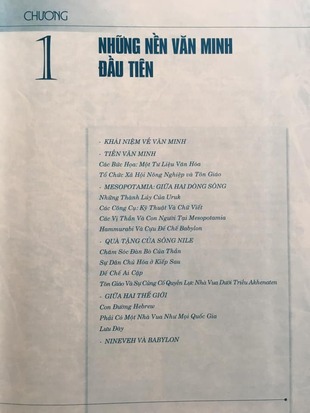 CHƯƠNG
1
NHỮNG NỀN VĂN MINH
ĐẦU TIÊN
- KHÁI NIỆM VỀ VĂN MINH
- TIỀN VĂN MINH
Các Bức Họa: Một Tư Liệu Văn Hóa
Tổ Chức Xã Hội Nông Nghiệp và Tôn Giáo
- MESOPOTAMIA: GIỮA HAI DÒNG SÔNG
Những Thành Lũy Của Uruk
Các Công Cụ: Kỹ Thuật Và Chữ Viết
Các Vị Thần Và Con Người Tại Mesopotamia
Hammurabi Và Cựu Đế Chế Babylon
- QUÀ TẶNG CỦA SÔNG NILE
Chăm Sóc Đàn Bò Của Thần
Sự Dân Chủ Hóa ở Kiếp Sau
Đế Chế Ai Cập
Tôn Giáo Và Sự Củng Cố Quyền Lực Nhà Vua Dưới Triều Akhenaten
- GIỮA HAI THẾ GIỚI
Con Đường Hebrew
Phải Có Một Nhà Vua Như Mọi Quốc Gia
Lưu Đày
- NINEVEH VÀ BABYLON